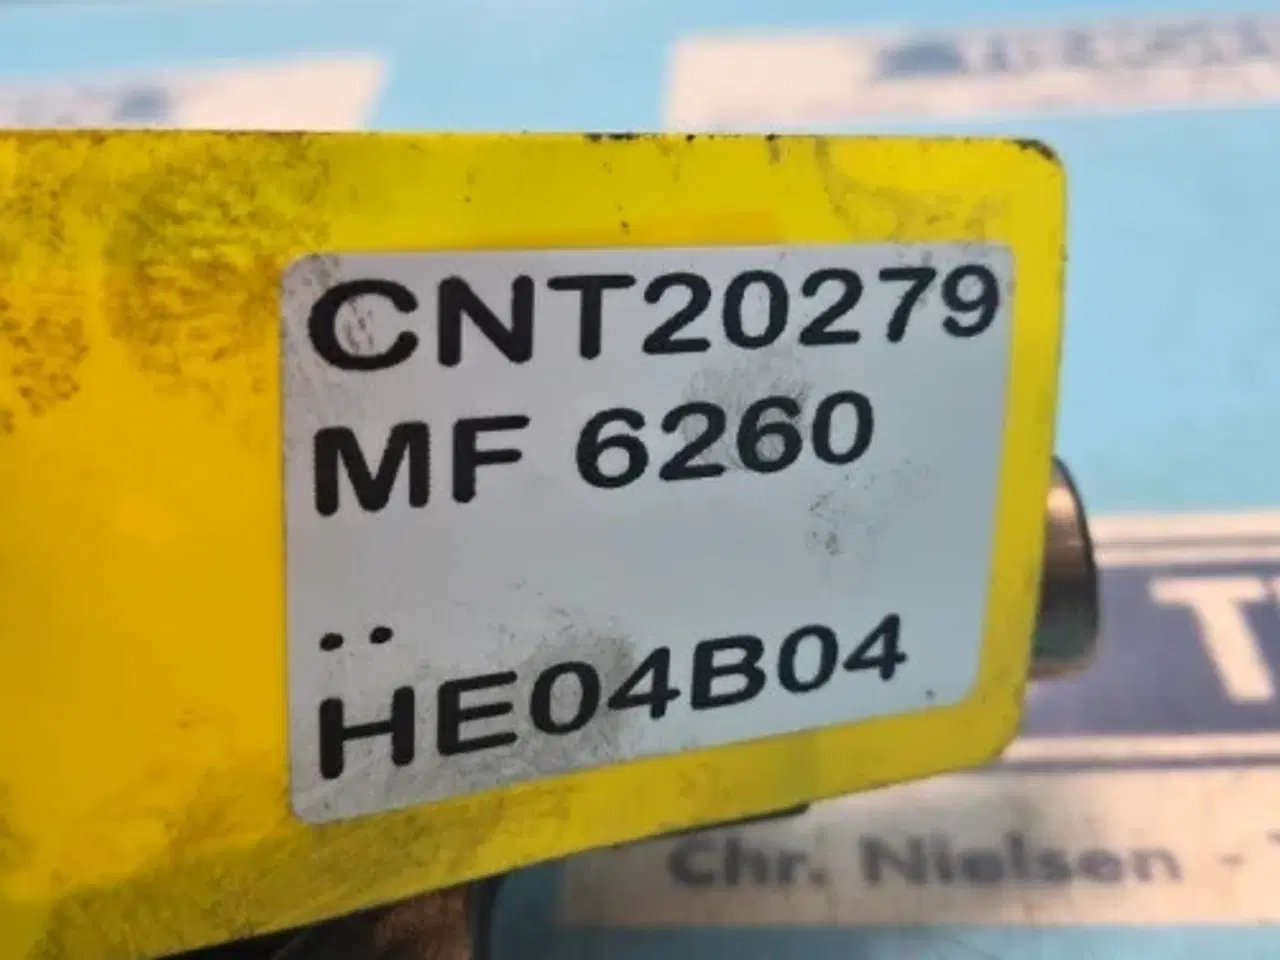 CNT20279
MF 6260
..
HE04B04
T
Chr. Nielsen -